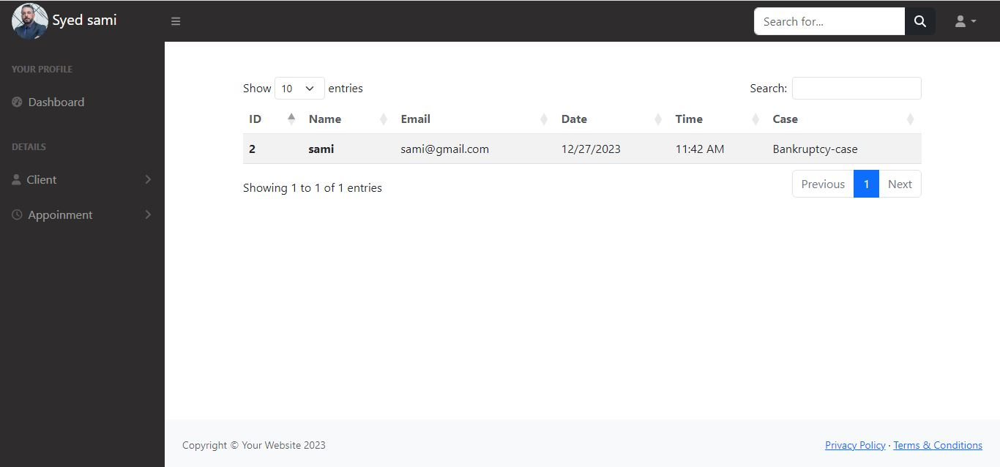 Syed sami
Search for...
YOUR PROFILE
Dashboard
DETAILS
Client
Appoinment
Show 10 entries
Search:
ID Name Email Date Time Case
2 sami sami@gmail.com 12/27/2023 11:42 AM Bankruptcy-case
Showing 1 to 1 of 1 entries
Previous 1 Next
Copyright © Your Website 2023
Privacy Policy · Terms & Conditions